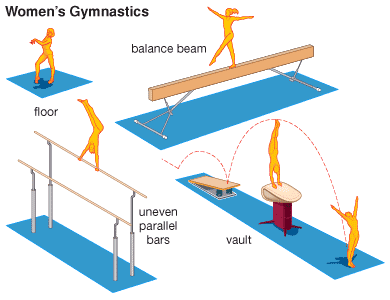 Women's Gymnastics
balance beam
floor
uneven
parallel
bars
vault